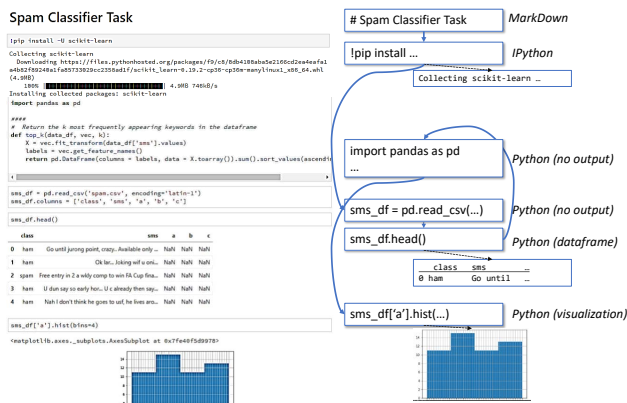 Spam Classifier Task
!pip install -U scikit-learn
Collecting scikit-learn
Downloading https://files.pythonhosted.org/packages/f9/c8/8db4108aba5e2166cd2ea4eafa1
a4b82f89240a1fa85733029cc2358ad1f/scikit_learn-0.19.2-cp36-cp36m-manylinux1_x86_64.whl
(4.9MB)
100% 4.9MB 746kB/s
Installing collected packages: scikit-learn
import pandas as pd
####
# Return the k most frequently appearing keywords in the dataframe
def top_k(data_df, vec, k):
X = vec.fit_transform(data_df['sms'].values)
labels = vec.get_feature_names()
return pd.DataFrame(columns = labels, data = X.toarray()).sum().sort_values(ascendin
sms_df = pd.read_csv('spam.csv', encoding='latin-1')
sms_df.columns = ['class', 'sms', 'a', 'b', 'c']
sms_df.head()
class sms a b c
0 ham Go until jurong point, crazy.. Available only ... NaN NaN NaN
1 ham Ok lar... Joking wif u oni... NaN NaN NaN
2 spam Free entry in 2 a wkly comp to win FA Cup fina... NaN NaN NaN
3 ham U dun say so early hor... U c already then say... NaN NaN NaN
4 ham Nah I don't think he goes to usf, he lives aro... NaN NaN NaN
sms_df['a'].hist(bins=4)
<matplotlib.axes._subplots.AxesSubplot at 0x7fe40f5d9978>
# Spam Classifier Task
MarkDown
!pip install ...
IPython
Collecting scikit-learn …
import pandas as pd
...
Python (no output)
sms_df = pd.read_csv(...)
Python (no output)
sms_df.head()
Python (dataframe)
class sms …
0 ham Go until …
sms_df['a'].hist(...)
Python (visualization)